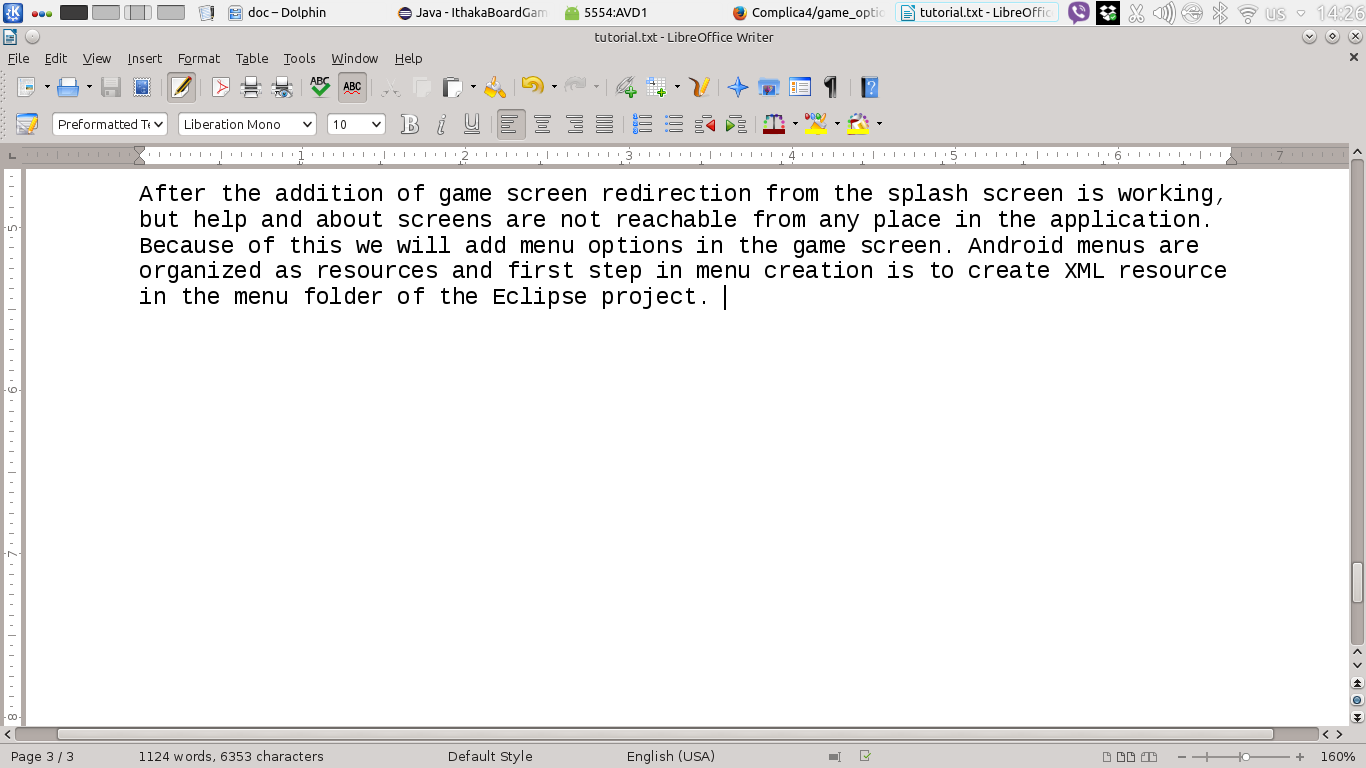 doc – Dolphin
Java - IthakaBoardGam
5554:AVD1
Complica4/game_optio
tutorial.txt - LibreOffic
us
14:26
tutorial.txt - LibreOffice Writer
File Edit View Insert Format Table Tools Window Help
ABC ABC
Preformatted Te Liberation Mono 10 B i U
1 2 3 4 5 6 7
After the addition of game screen redirection from the splash screen is working,
but help and about screens are not reachable from any place in the application.
Because of this we will add menu options in the game screen. Android menus are
organized as resources and first step in menu creation is to create XML resource
in the menu folder of the Eclipse project.
5
6
7
8
Page 3 / 3 1124 words, 6353 characters Default Style English (USA) 160%